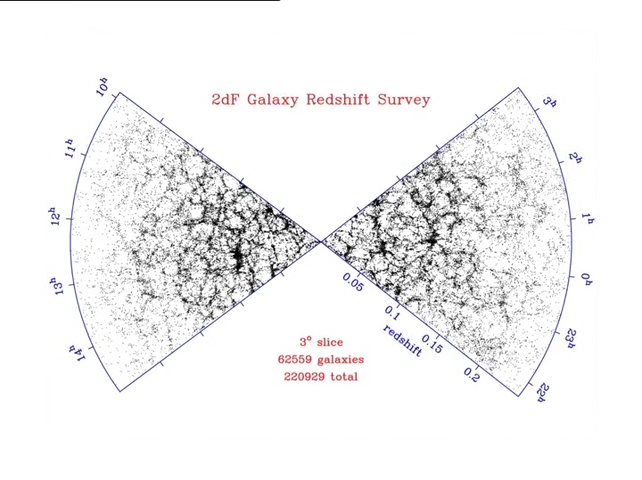 2dF Galaxy Redshift Survey
10h
11h
12h
13h
14h
3h
2h
1h
0h
23h
22h
0.05
0.1
0.15
0.2
redshift
3° slice
62559 galaxies
220929 total